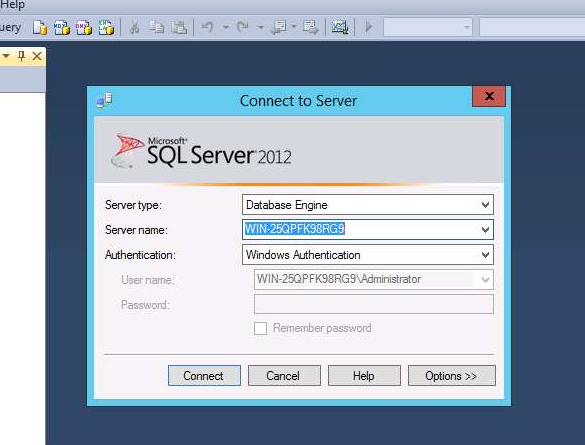 Help
uery
Connect to Server
x
Microsoft®
SQL Server® 2012
Server type:
Database Engine
Server name:
WIN-25QPFK98RG9
Authentication:
Windows Authentication
User name:
WIN-25QPFK98RG9\Administrator
Password:
Remember password
Connect
Cancel
Help
Options >>